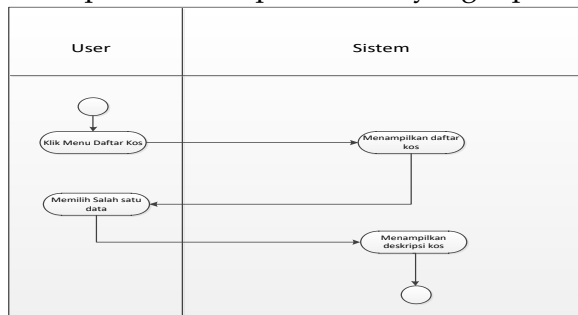 User
Sistem
Klik Menu Daftar Kos
Menampilkan daftar
kos
Memilih Salah satu
data
Menampilkan
deskripsi kos